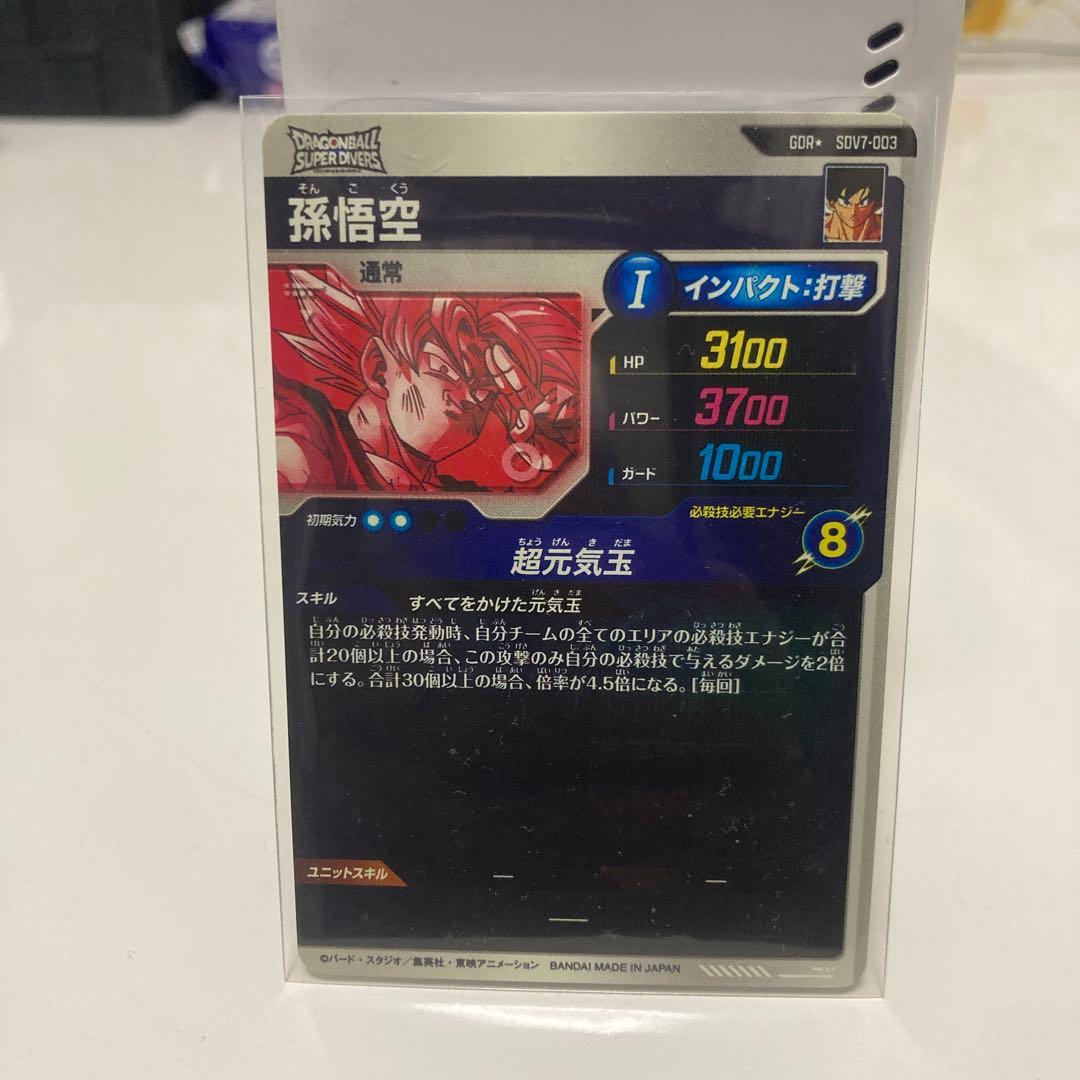 DRAGONBALL
SUPER DIVERS
GDR★ SDV7-003
そん ご くう
孫悟空
通常
I インパクト:打撃
HP 3100
パワー 3700
ガード 1000
初期気力
必殺技必要エナジー 8
ちょう げん き だま
超元気玉
スキル すべてをかけた元気玉
自分の必殺技発動時、自分チームの全てのエリアの必殺技エナジーが合
計20個以上の場合、この攻撃のみ自分の必殺技で与えるダメージを2倍
にする。合計30個以上の場合、倍率が4.5倍になる。[毎回]
ユニットスキル
©バード・スタジオ／集英社・東映アニメーション BANDAI MADE IN JAPAN